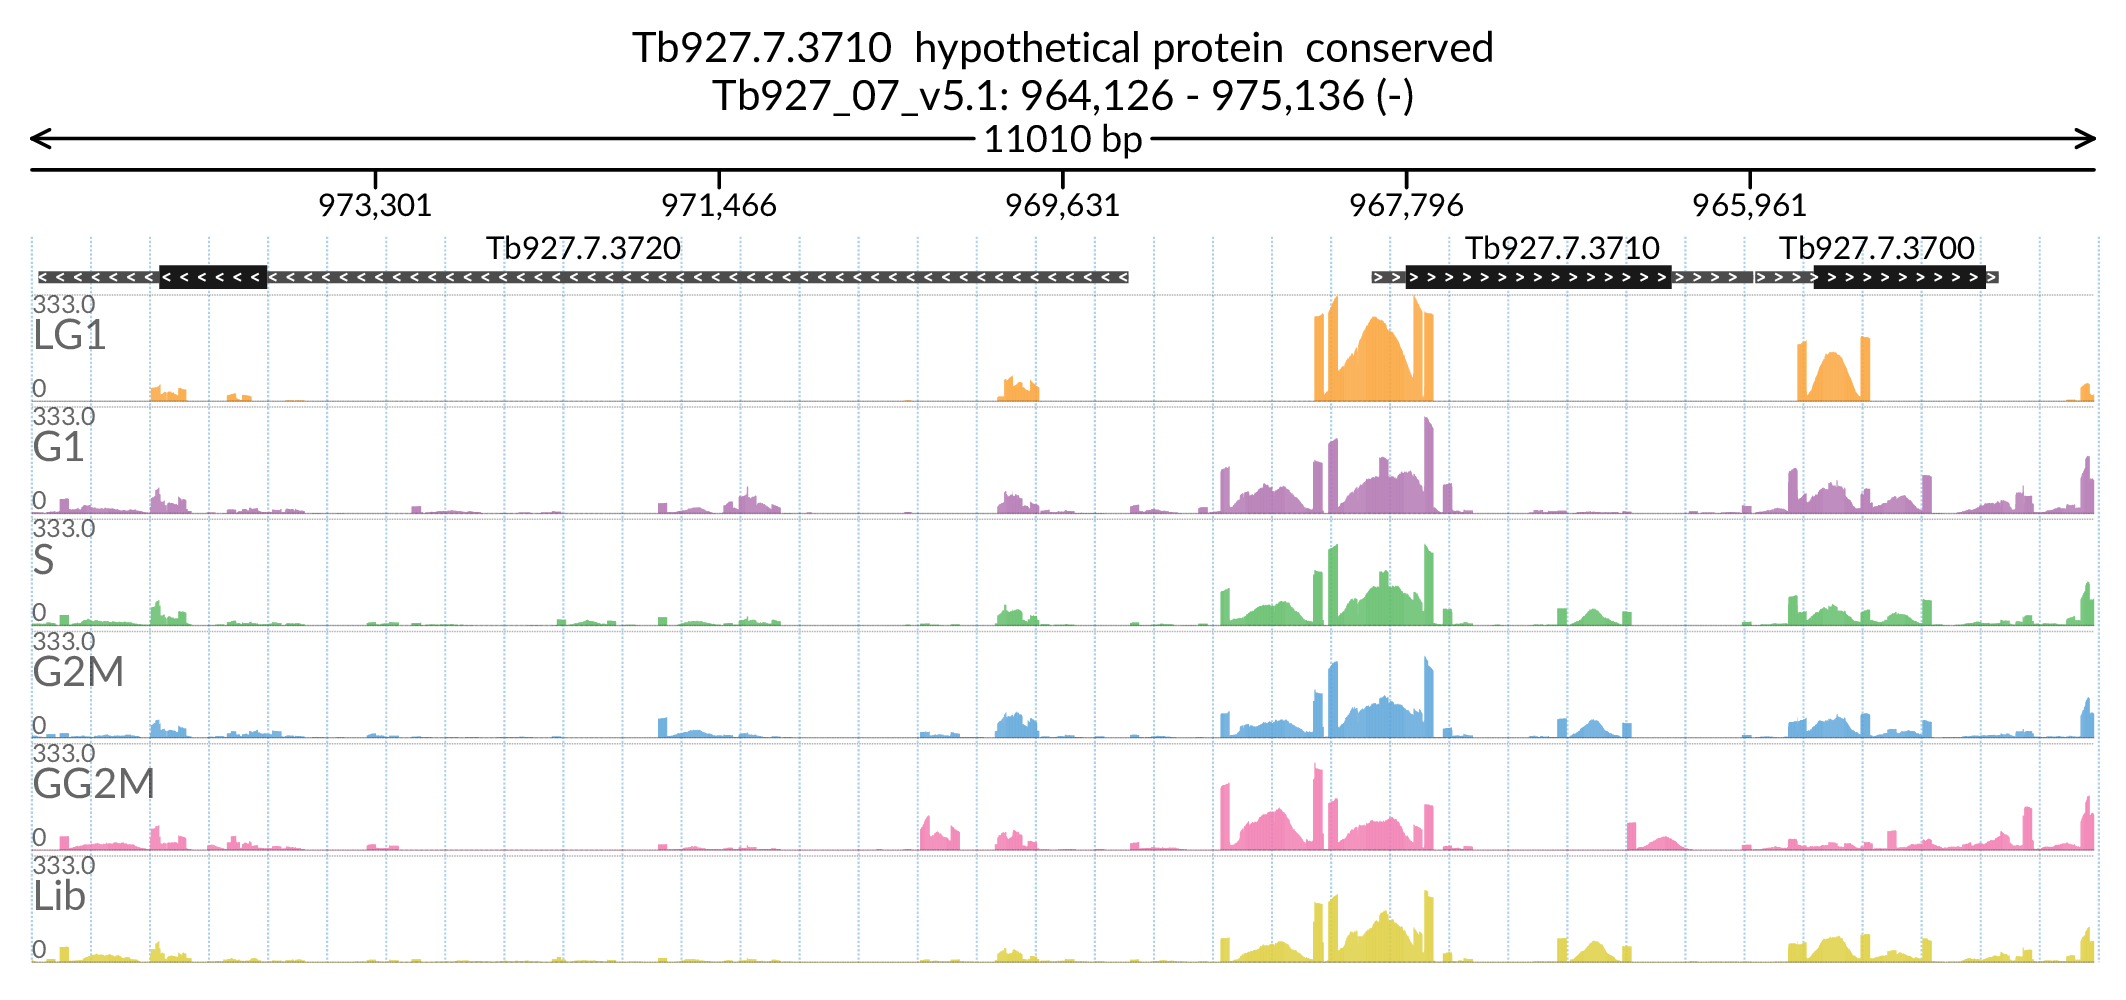 Tb927.7.3710 hypothetical protein conserved
Tb927_07_v5.1: 964,126 - 975,136 (-)
11010 bp
973,301 971,466 969,631 967,796 965,961
Tb927.7.3720 Tb927.7.3710 Tb927.7.3700
333.0
LG1
0
333.0
G1
0
333.0
S
0
333.0
G2M
0
333.0
GG2M
0
333.0
Lib
0